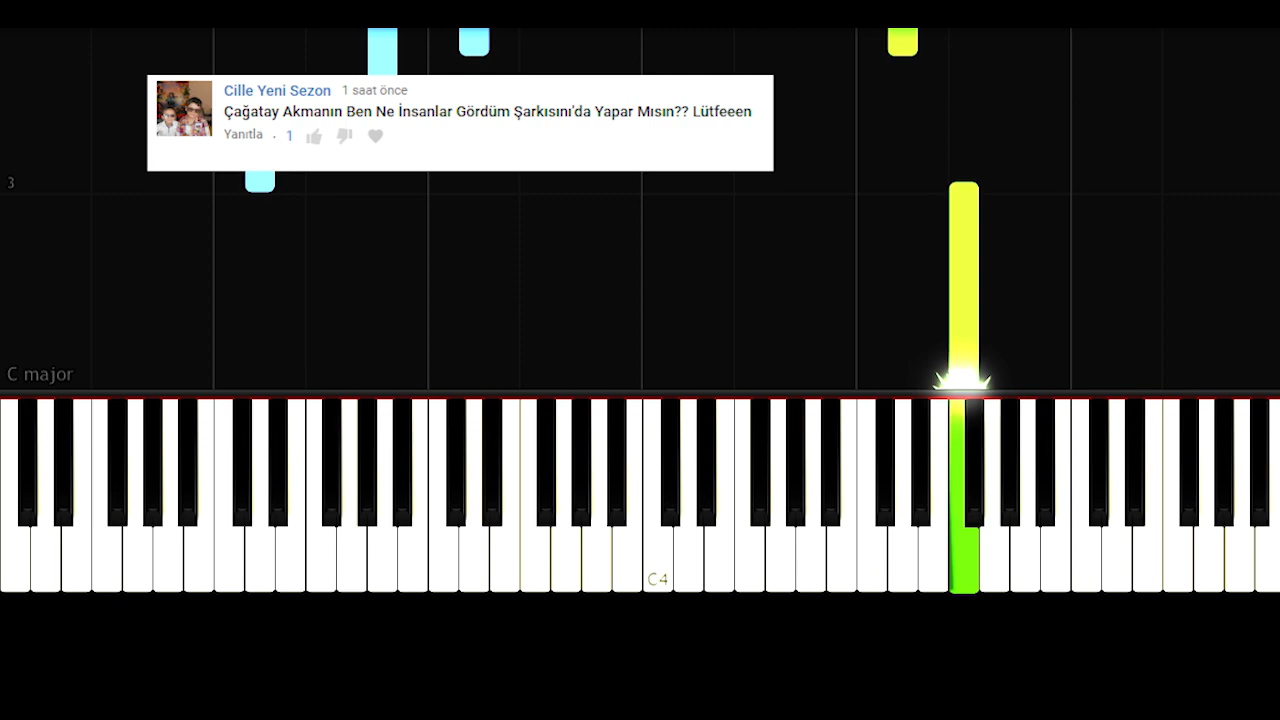 Cille Yeni Sezon 1 saat önce
Çağatay Akmanın Ben Ne İnsanlar Gördüm Şarkısını'da Yapar Mısın?? Lütfeeen
Yanıtla · 1
3
C major
C4